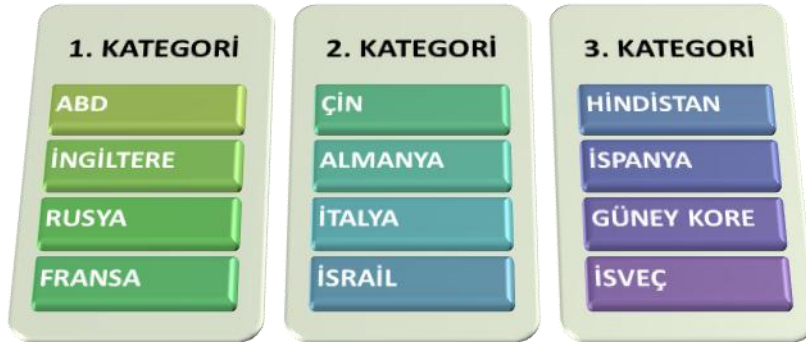 1. KATEGORİ
ABD
İNGİLTERE
RUSYA
FRANSA
2. KATEGORİ
ÇİN
ALMANYA
İTALYA
İSRAİL
3. KATEGORİ
HİNDİSTAN
İSPANYA
GÜNEY KORE
İSVEÇ